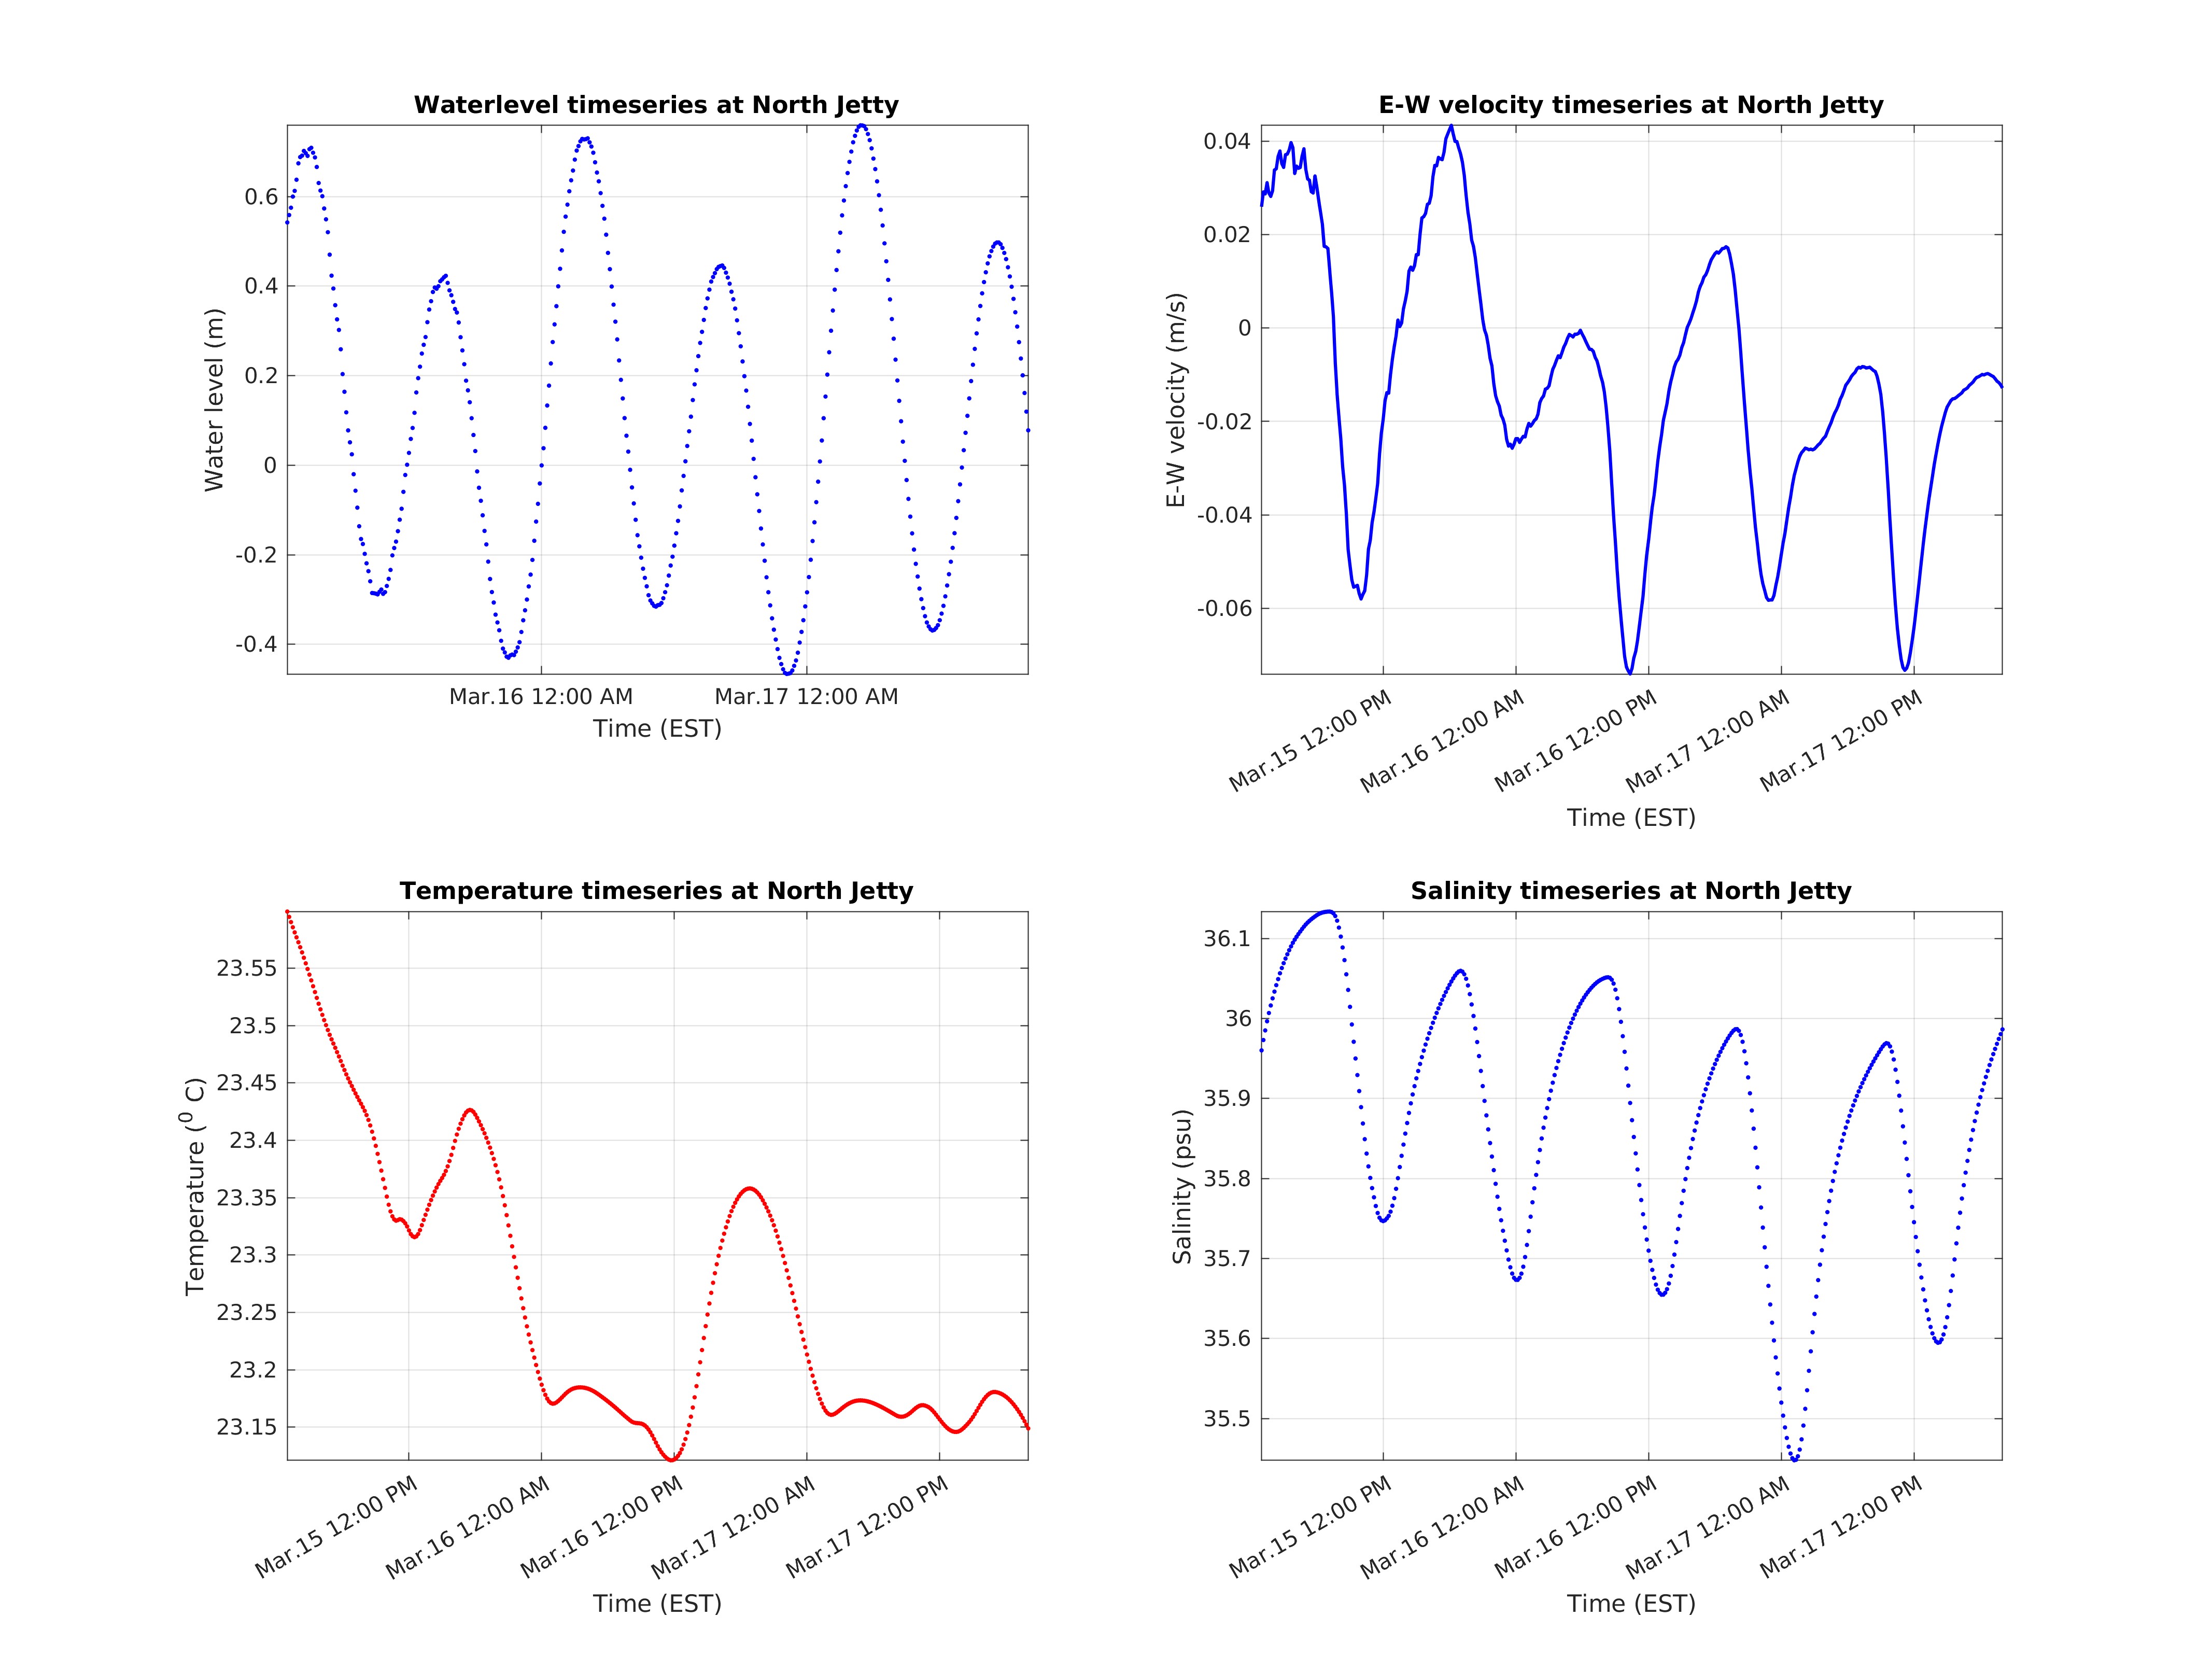 Waterlevel timeseries at North Jetty
0.6
0.4
0.2
0
-0.2
-0.4
Water level (m)
Mar.16 12:00 AM
Mar.17 12:00 AM
Time (EST)
E-W velocity timeseries at North Jetty
0.04
0.02
0
-0.02
-0.04
-0.06
E-W velocity (m/s)
Mar.15 12:00 PM
Mar.16 12:00 AM
Mar.16 12:00 PM
Mar.17 12:00 AM
Mar.17 12:00 PM
Time (EST)
Temperature timeseries at North Jetty
23.55
23.5
23.45
23.4
23.35
23.3
23.25
23.2
23.15
Temperature (⁰ C)
Mar.15 12:00 PM
Mar.16 12:00 AM
Mar.16 12:00 PM
Mar.17 12:00 AM
Mar.17 12:00 PM
Time (EST)
Salinity timeseries at North Jetty
36.1
36
35.9
35.8
35.7
35.6
35.5
Salinity (psu)
Mar.15 12:00 PM
Mar.16 12:00 AM
Mar.16 12:00 PM
Mar.17 12:00 AM
Mar.17 12:00 PM
Time (EST)